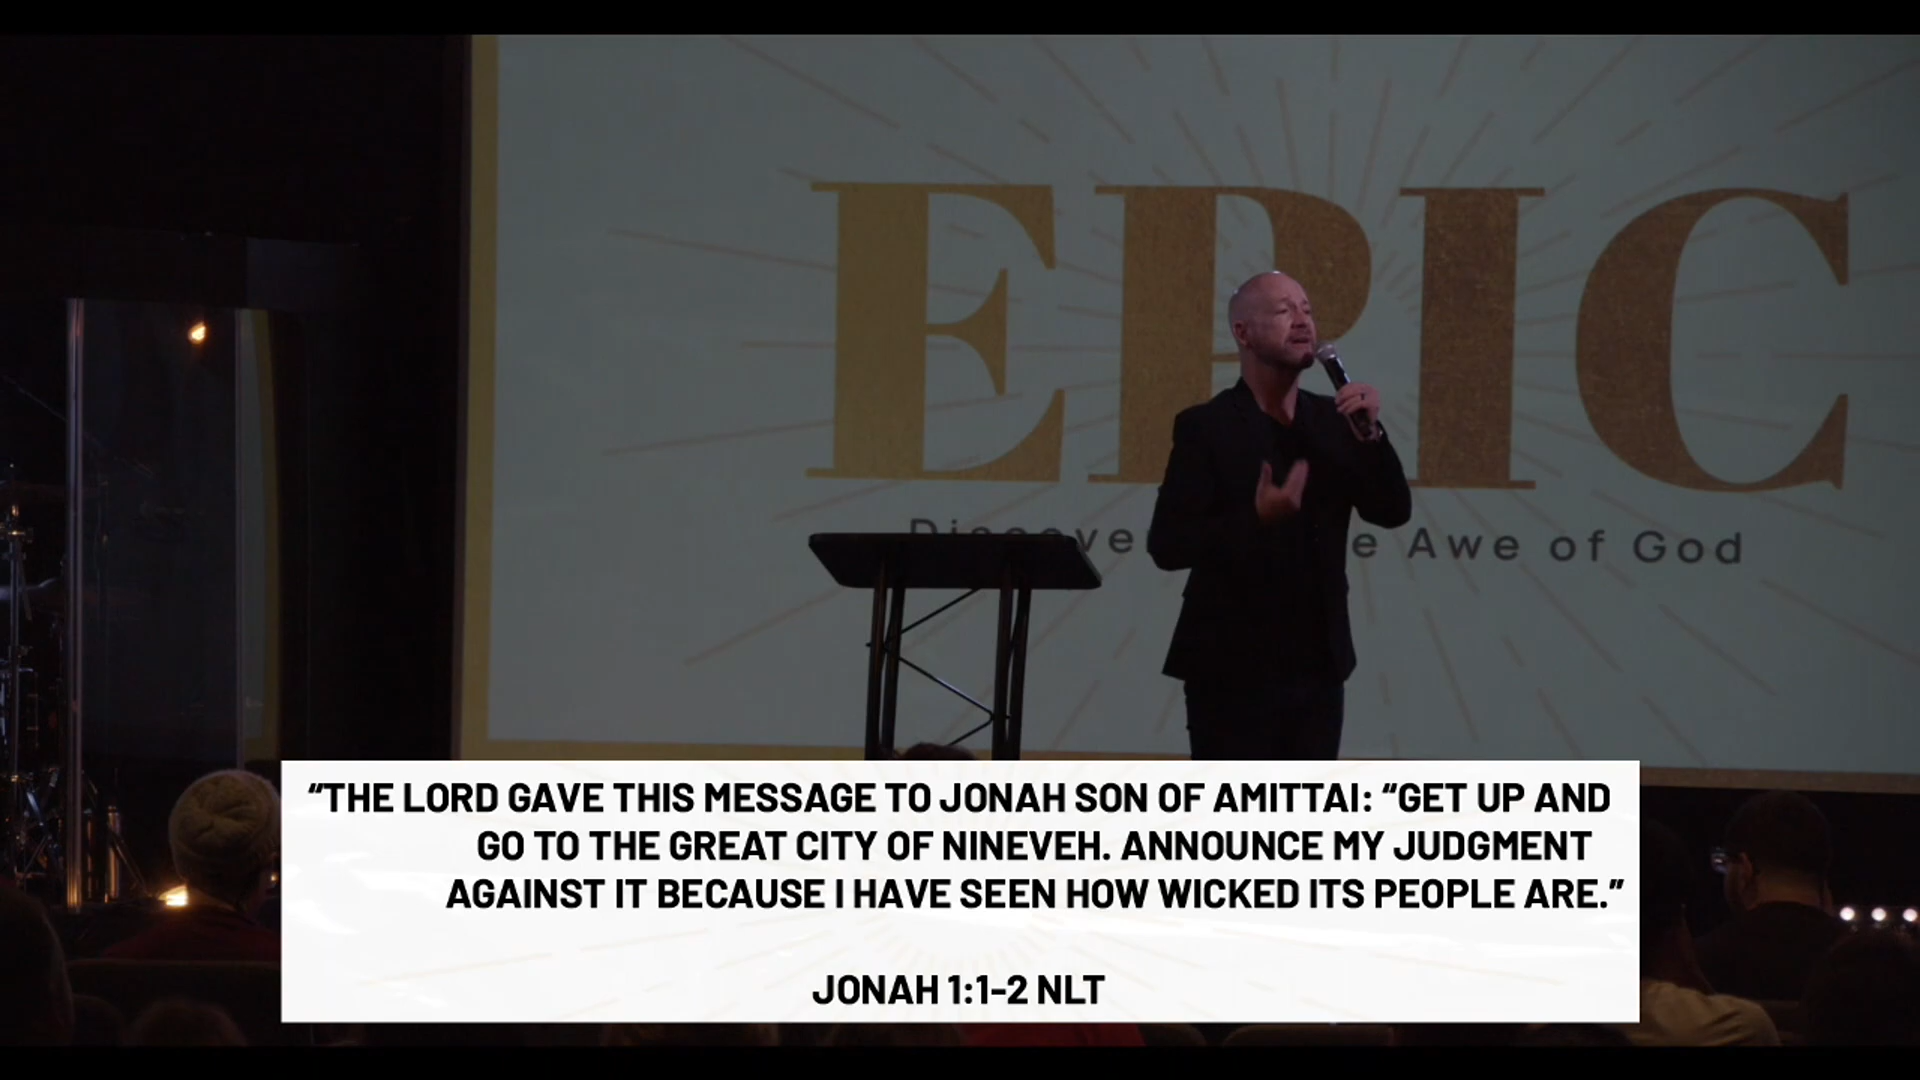 EPIC
Discove e Awe of God
“THE LORD GAVE THIS MESSAGE TO JONAH SON OF AMITTAI: “GET UP AND
GO TO THE GREAT CITY OF NINEVEH. ANNOUNCE MY JUDGMENT
AGAINST IT BECAUSE I HAVE SEEN HOW WICKED ITS PEOPLE ARE.”
JONAH 1:1-2 NLT